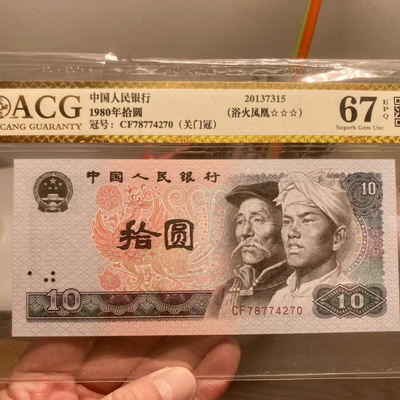 ACG
CANG GUARANTY
中国人民银行
1980年拾圆
冠号：CF78774270（关门冠）
20137315
（浴火凤凰☆☆☆）
67 EPQ
Superb Gem Unc
中国人民银行
10
拾圆
10
CF78774270
10